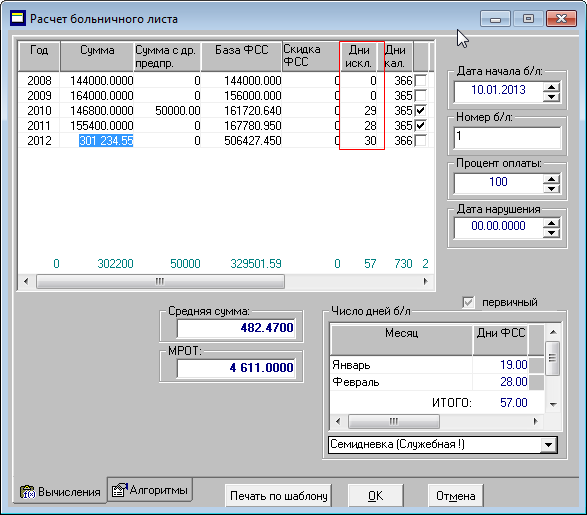 Расчет больничного листа
Год Сумма Сумма с др. предпр. База ФСС Скидка ФСС Дни искл. Дни кал.
2008 144000.0000 0 144000.000 0 0 366
2009 164000.0000 0 156000.000 0 0 365
2010 146800.0000 50000.00 161720.640 0 29 365
2011 155400.0000 0 167780.950 0 28 365
2012 301 234.55 0 506427.450 0 30 366
0 302200 50000 329501.59 0 57 730 2
Дата начала б/л:
10.01.2013
Номер б/л:
1
Процент оплаты:
100
Дата нарушения
00.00.0000
первичный
Средняя сумма:
482.4700
МРОТ:
4 611.0000
Число дней б/л
Месяц Дни ФСС
Январь 19.00
Февраль 28.00
ИТОГО: 57.00
Семидневка (Служебная !)
Вычисления Алгоритмы
Печать по шаблону OK Отмена